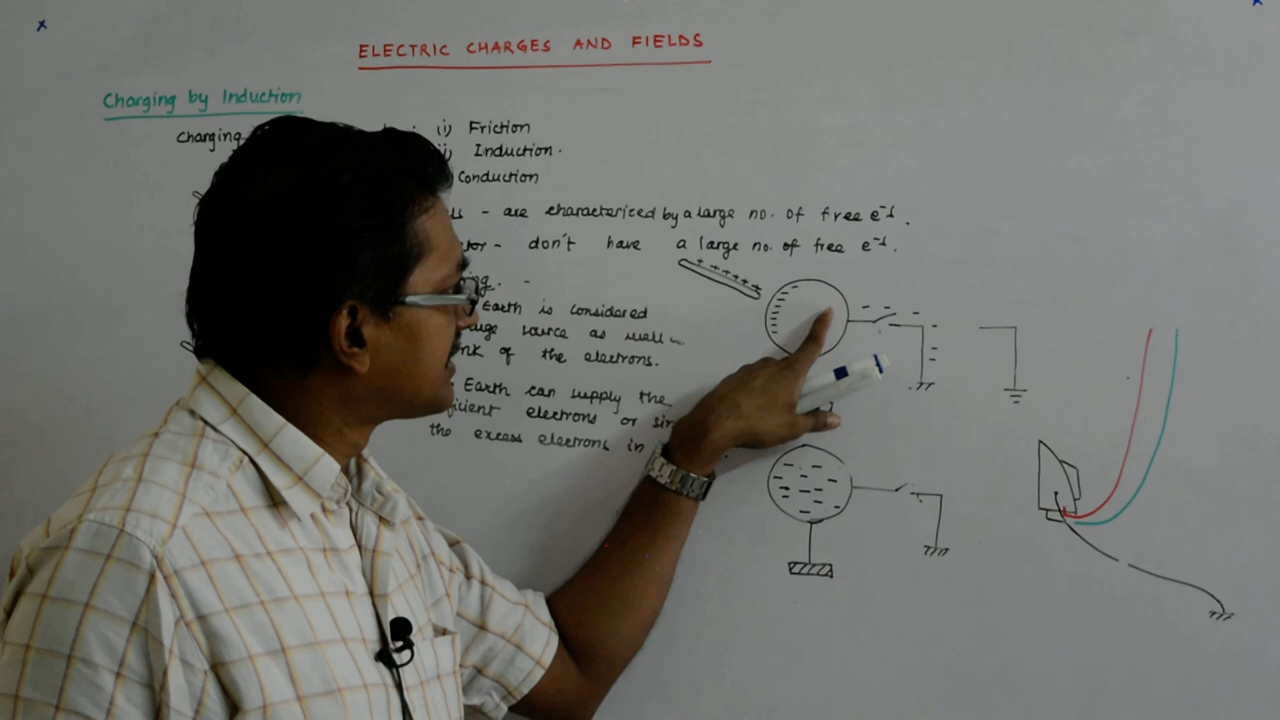 ELECTRIC CHARGES AND FIELDS
Charging by Induction
Charging : (i) Friction
Induction.
Conduction
- are characterized by a large no. of free e-s.
- don't have a large no. of free e-s.
Earth is considered
source as well
of the electrons.
Earth can supply the
electrons or
the excess electrons in